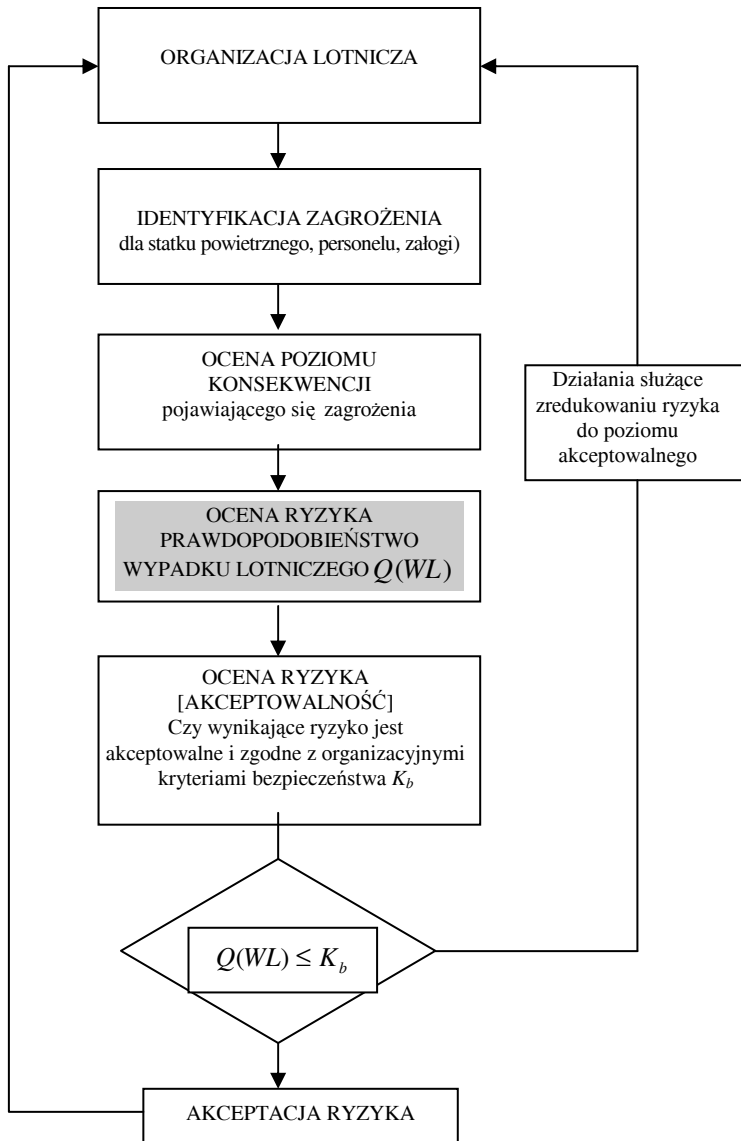 ORGANIZACJA LOTNICZA
IDENTYFIKACJA ZAGROŻENIA
dla statku powietrznego, personelu, załogi)
OCENA POZIOMU
KONSEKWENCJI
pojawiającego się zagrożenia
Działania służące
zredukowaniu ryzyka
do poziomu
akceptowalnego
OCENA RYZYKA
PRAWDOPODOBIEŃSTWO
WYPADKU LOTNICZEGO Q(WL)
OCENA RYZYKA
[AKCEPTOWALNOŚĆ]
Czy wynikające ryzyko jest
akceptowalne i zgodne z organizacyjnymi
kryteriami bezpieczeństwa K_b
Q(WL) ≤ K_b
AKCEPTACJA RYZYKA